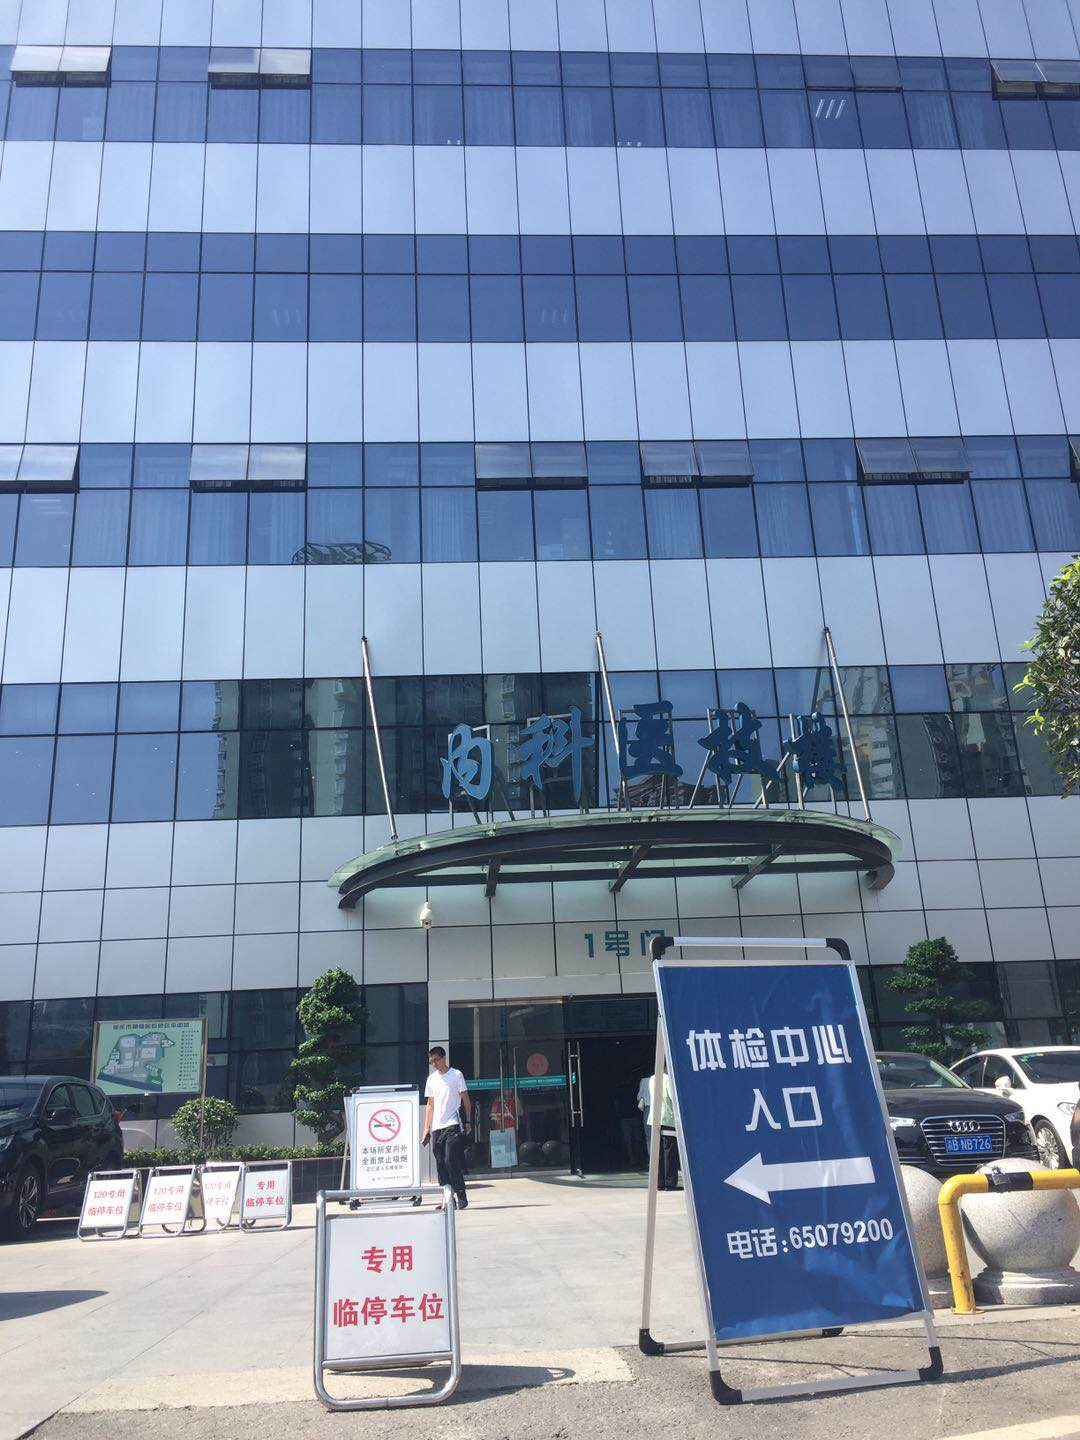 内科医技楼
1号门
体检中心
入口
电话:65079200
本场所室内外
全面禁止吸烟
专用
临停车位
120专用
临停车位
120专用
临停车位
120专用
临停车位
专用
临停车位
NB726